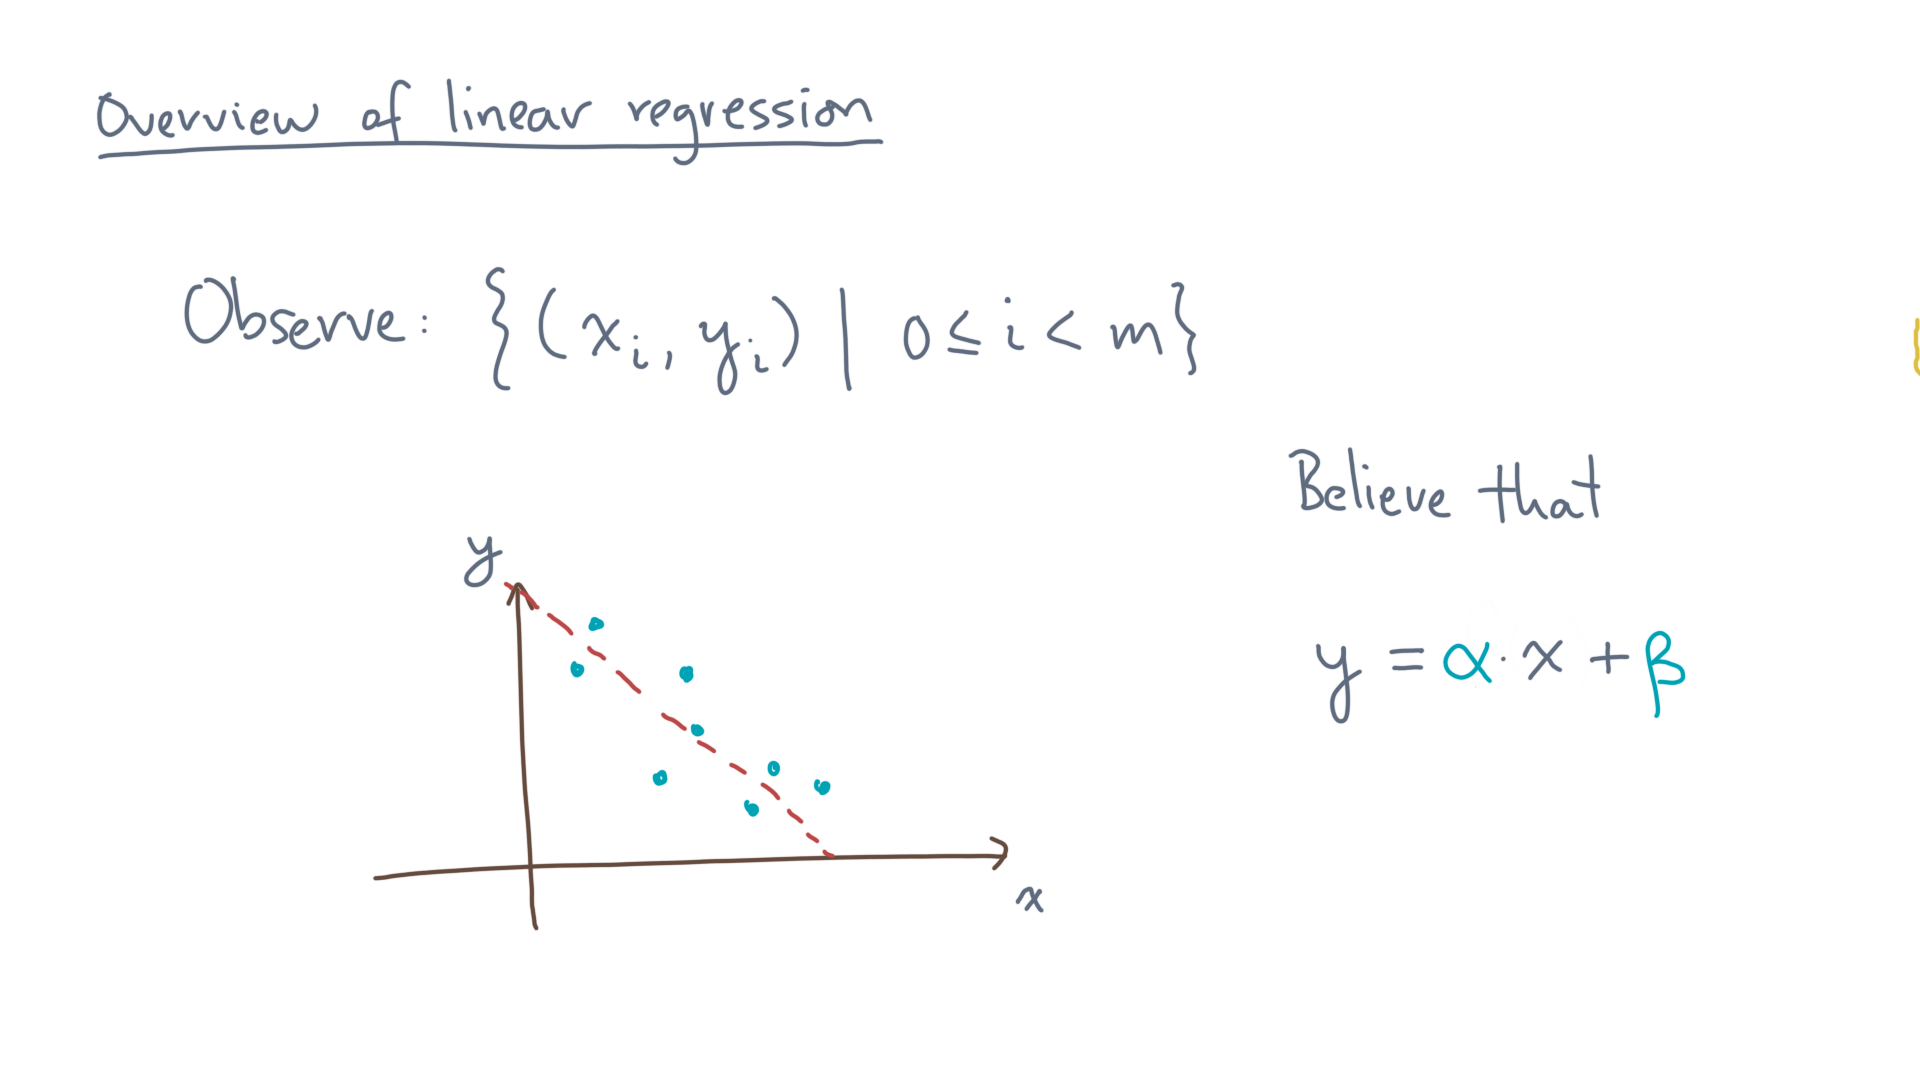 Overview of linear regression
Observe: {(xᵢ, yᵢ) | 0 ≤ i < m}
Believe that
y
y = α · x + β
x